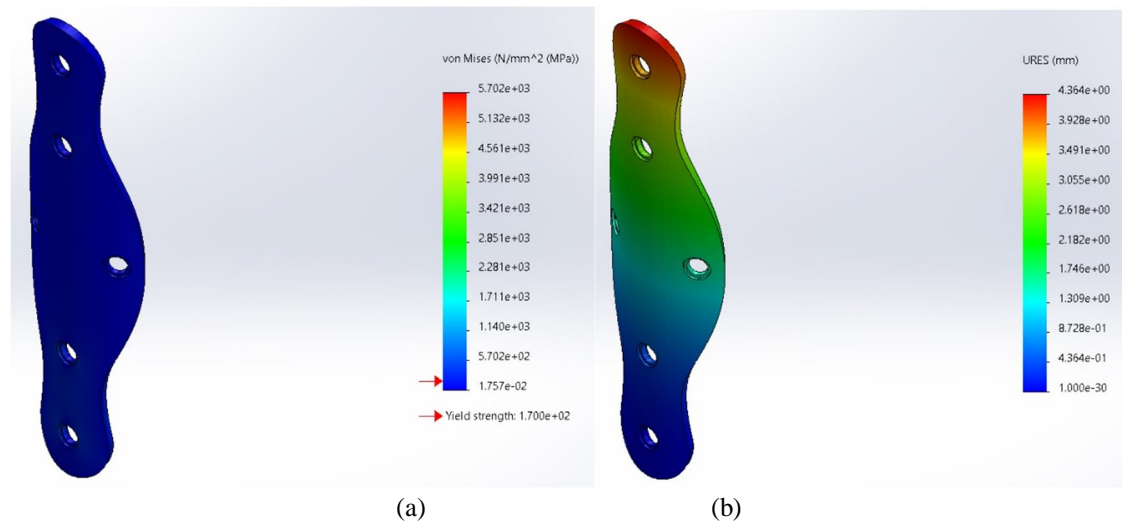 von Mises (N/mm^2 (MPa))
5.702e+03
5.132e+03
4.561e+03
3.991e+03
3.421e+03
2.851e+03
2.281e+03
1.711e+03
1.140e+03
5.702e+02
1.757e-02
Yield strength: 1.700e+02
URES (mm)
4.364e+00
3.928e+00
3.491e+00
3.055e+00
2.618e+00
2.182e+00
1.746e+00
1.309e+00
8.728e-01
4.364e-01
1.000e-30
(a)
(b)